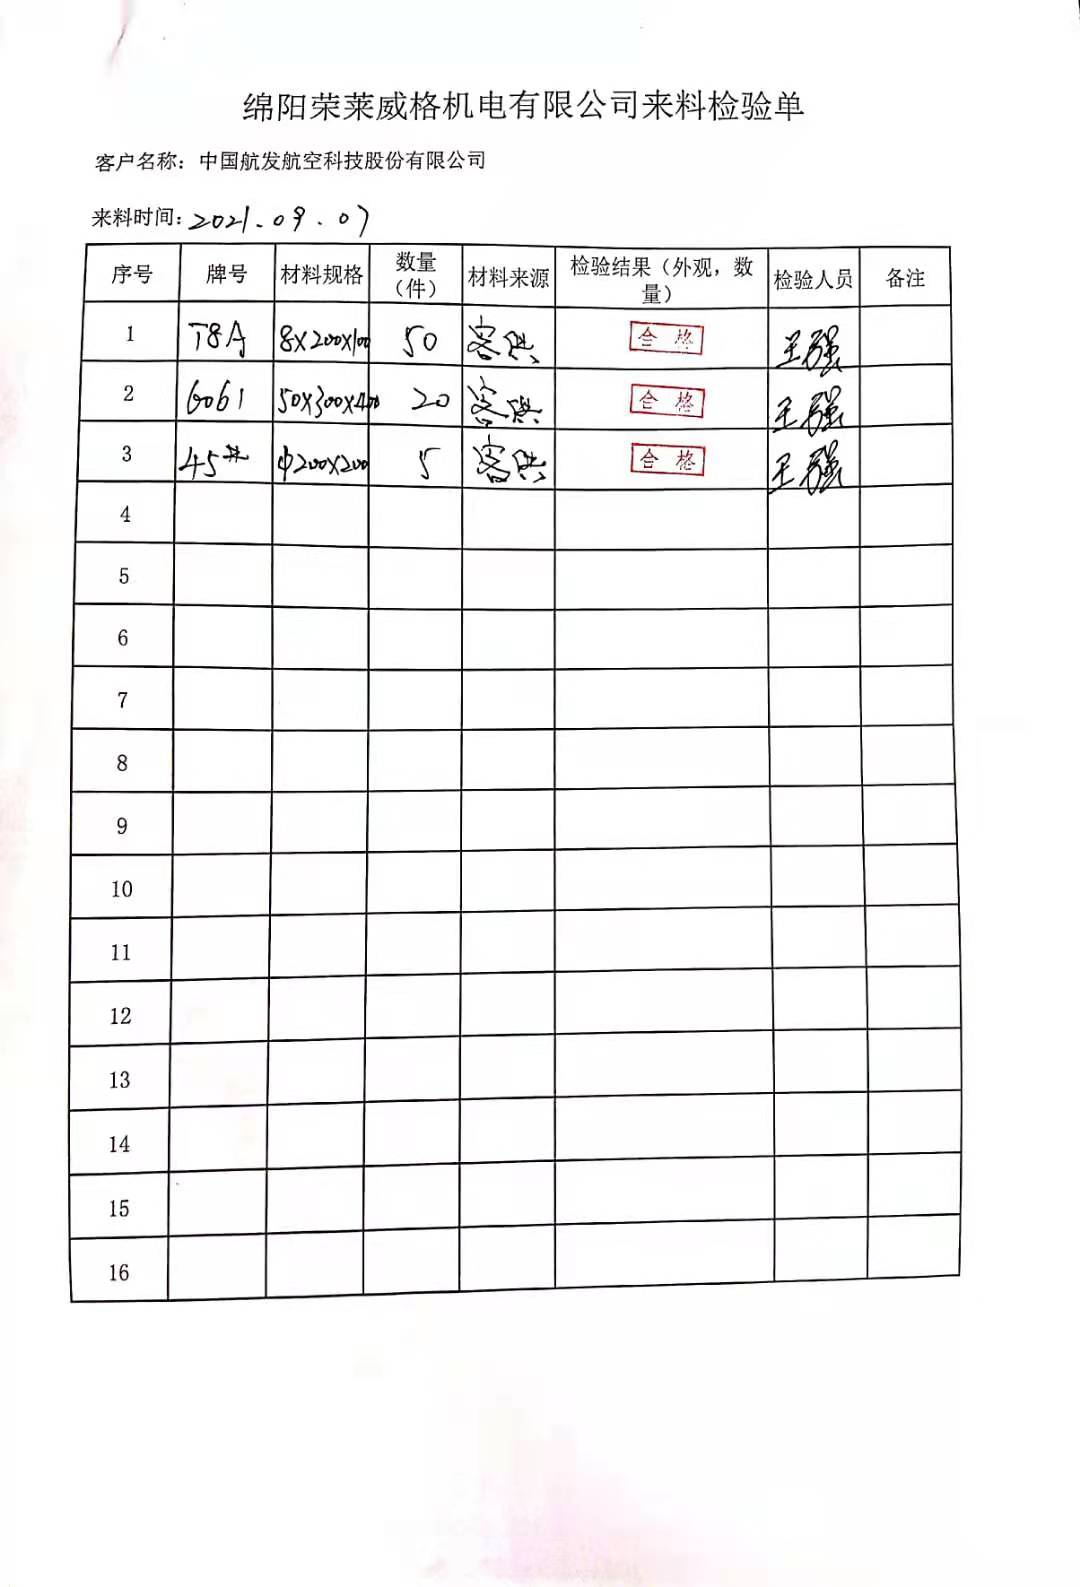 绵阳荣莱威格机电有限公司来料检验单
客户名称：中国航发航空科技股份有限公司
来料时间：2021.09.07
序号 牌号 材料规格 数量（件） 材料来源 检验结果（外观，数量） 检验人员 备注
1 T8A 8X200X100 50 客供 合格 王强
2 6061 50X300X400 20 客供 合格 王强
3 45# Φ200X200 5 客供 合格 王强
4
5
6
7
8
9
10
11
12
13
14
15
16